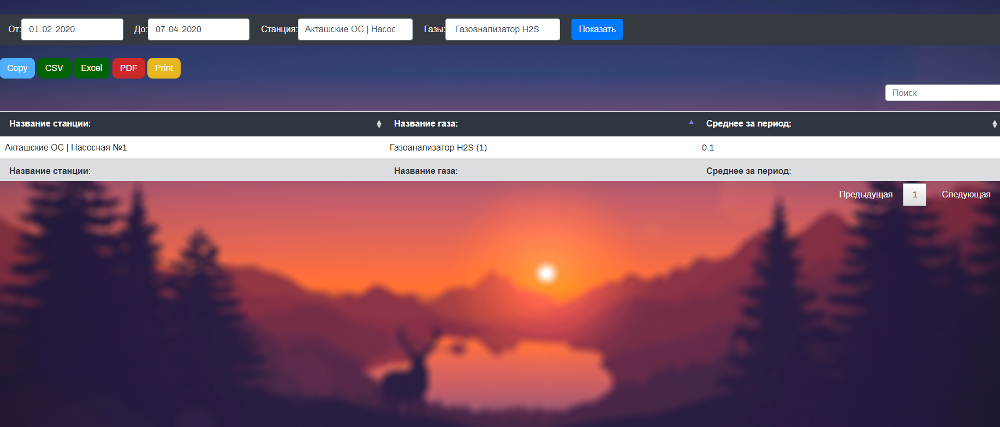 От: 01.02.2020 До: 07.04.2020 Станция: Акташские ОС | Насос Газы: Газоанализатор H2S Показать
Copy CSV Excel PDF Print
Поиск
Название станции: Название газа: Среднее за период:
Акташские ОС | Насосная №1 Газоанализатор H2S (1) 0.1
Название станции: Название газа: Среднее за период:
Предыдущая 1 Следующая